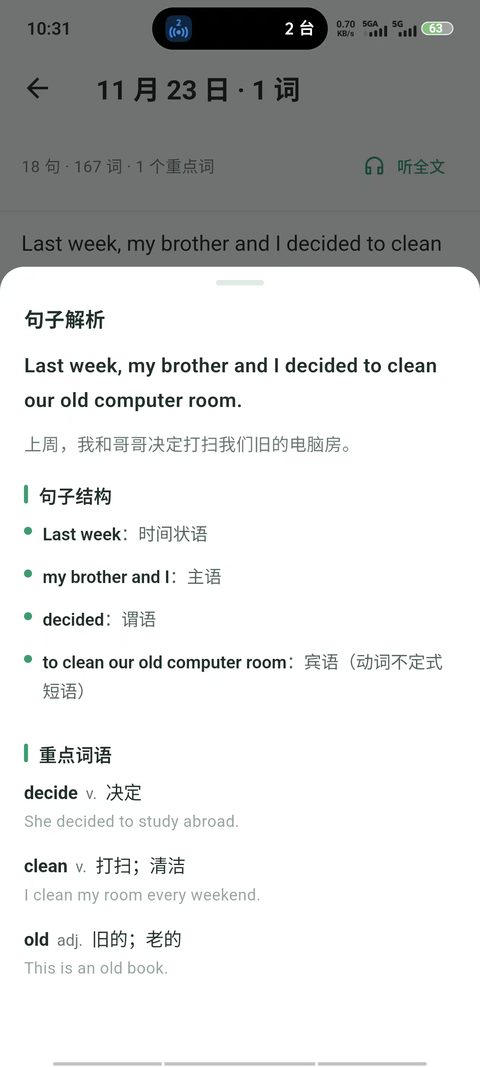 10:31
2
2 台
0.70 KB/s
5GA
5G
63
11 月 23 日 · 1 词
18 句 · 167 词 · 1 个重点词
听全文
Last week, my brother and I decided to clean
句子解析
Last week, my brother and I decided to clean
our old computer room.
上周，我和哥哥决定打扫我们旧的电脑房。
句子结构
Last week：时间状语
my brother and I：主语
decided：谓语
to clean our old computer room：宾语（动词不定式
短语）
重点词语
decide v. 决定
She decided to study abroad.
clean v. 打扫；清洁
I clean my room every weekend.
old adj. 旧的；老的
This is an old book.